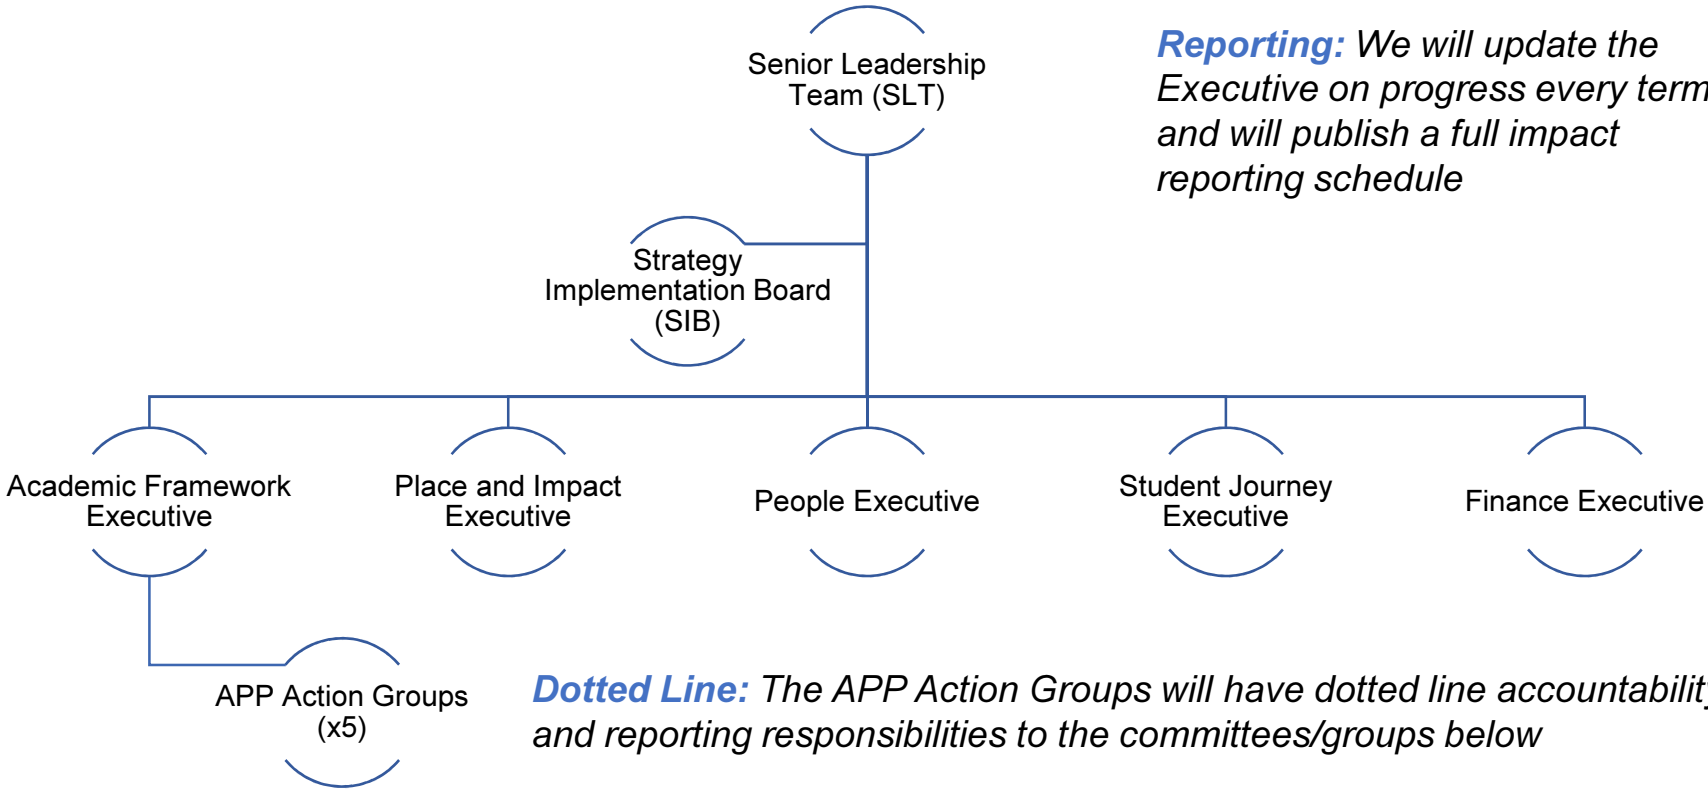 Senior Leadership
Team (SLT)
Reporting: We will update the
Executive on progress every term
and will publish a full impact
reporting schedule
Strategy
Implementation Board
(SIB)
Academic Framework
Executive
Place and Impact
Executive
People Executive
Student Journey
Executive
Finance Executive
APP Action Groups
(x5)
Dotted Line: The APP Action Groups will have dotted line accountability
and reporting responsibilities to the committees/groups below